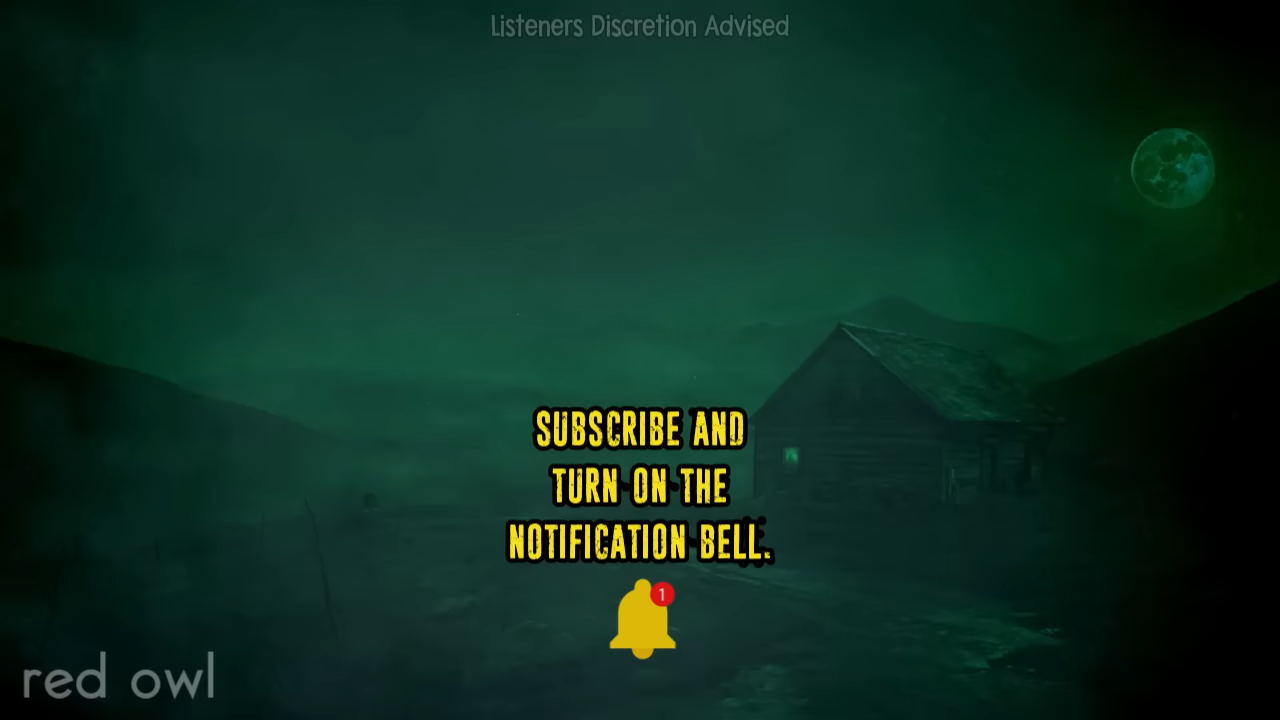 Listeners Discretion Advised
SUBSCRIBE AND
TURN ON THE
NOTIFICATION BELL.
1
red owl